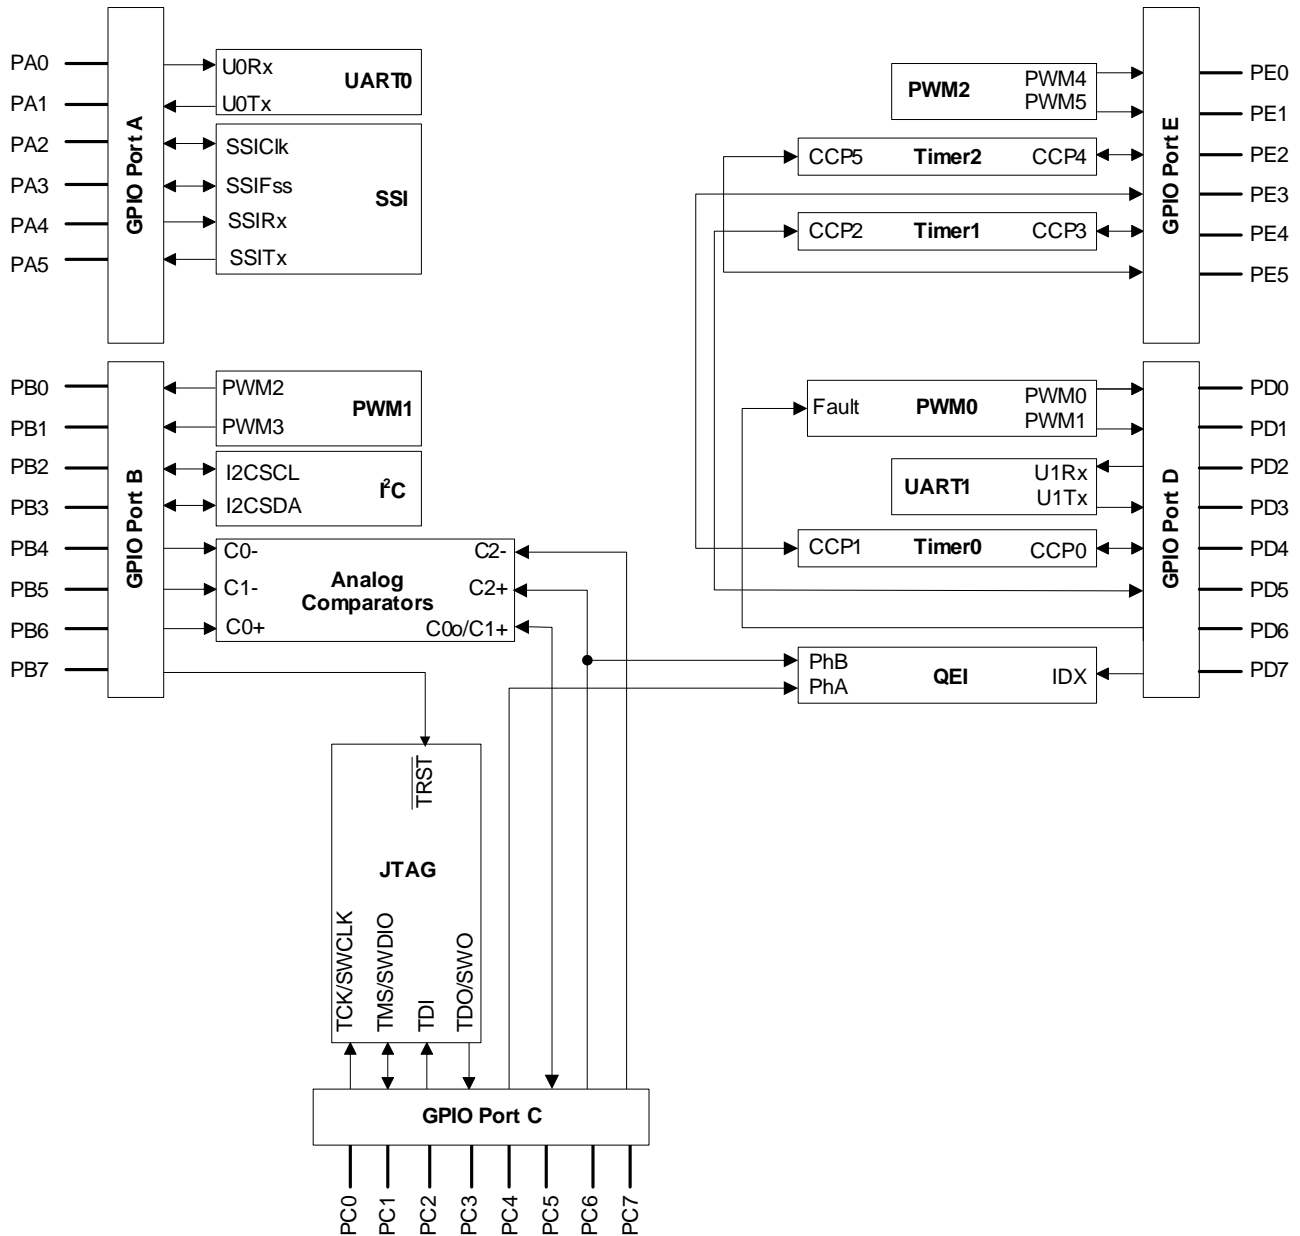 PA0
PA1
PA2
PA3
PA4
PA5
GPIO Port A
U0Rx
U0Tx
UART0
SSIClk
SSIFss
SSIRx
SSITx
SSI
PWM2
PWM4
PWM5
CCP5
Timer2
CCP4
CCP2
Timer1
CCP3
GPIO Port E
PE0
PE1
PE2
PE3
PE4
PE5
PB0
PB1
PB2
PB3
PB4
PB5
PB6
PB7
GPIO Port B
PWM2
PWM3
PWM1
I2CSCL
I2CSDA
I²C
C0-
C1-
C0+
Analog
Comparators
C2-
C2+
C0o/C1+
Fault
PWM0
PWM0
PWM1
UART1
U1Rx
U1Tx
CCP1
Timer0
CCP0
PhB
PhA
QEI
IDX
GPIO Port D
PD0
PD1
PD2
PD3
PD4
PD5
PD6
PD7
TRST
JTAG
TCK/SWCLK
TMS/SWDIO
TDI
TDO/SWO
GPIO Port C
PC0
PC1
PC2
PC3
PC4
PC5
PC6
PC7